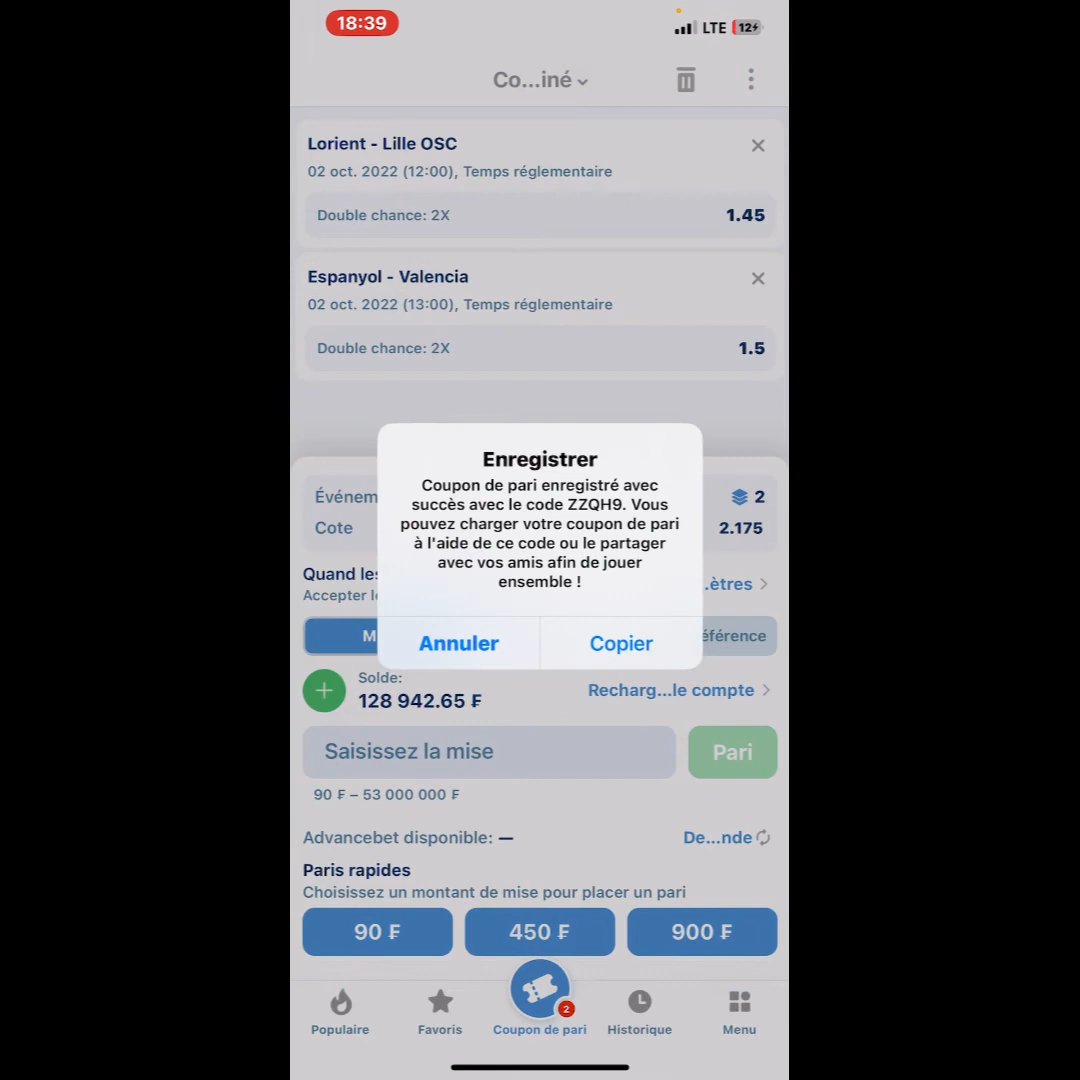 18:39
LTE 12
Co...iné
Lorient - Lille OSC
02 oct. 2022 (12:00), Temps réglementaire
Double chance: 2X 1.45
Espanyol - Valencia
02 oct. 2022 (13:00), Temps réglementaire
Double chance: 2X 1.5
Enregistrer
Coupon de pari enregistré avec
succès avec le code ZZQH9. Vous
pouvez charger votre coupon de pari
à l'aide de ce code ou le partager
avec vos amis afin de jouer
ensemble !
Annuler Copier
Événem 2
Cote 2.175
Quand les .ètres
Accepter l
M éférence
Solde:
128 942.65 ₣ Recharg...le compte
Saisissez la mise Pari
90 ₣ – 53 000 000 ₣
Advancebet disponible: — De...nde
Paris rapides
Choisissez un montant de mise pour placer un pari
90 ₣ 450 ₣ 900 ₣
2
Populaire Favoris Coupon de pari Historique Menu